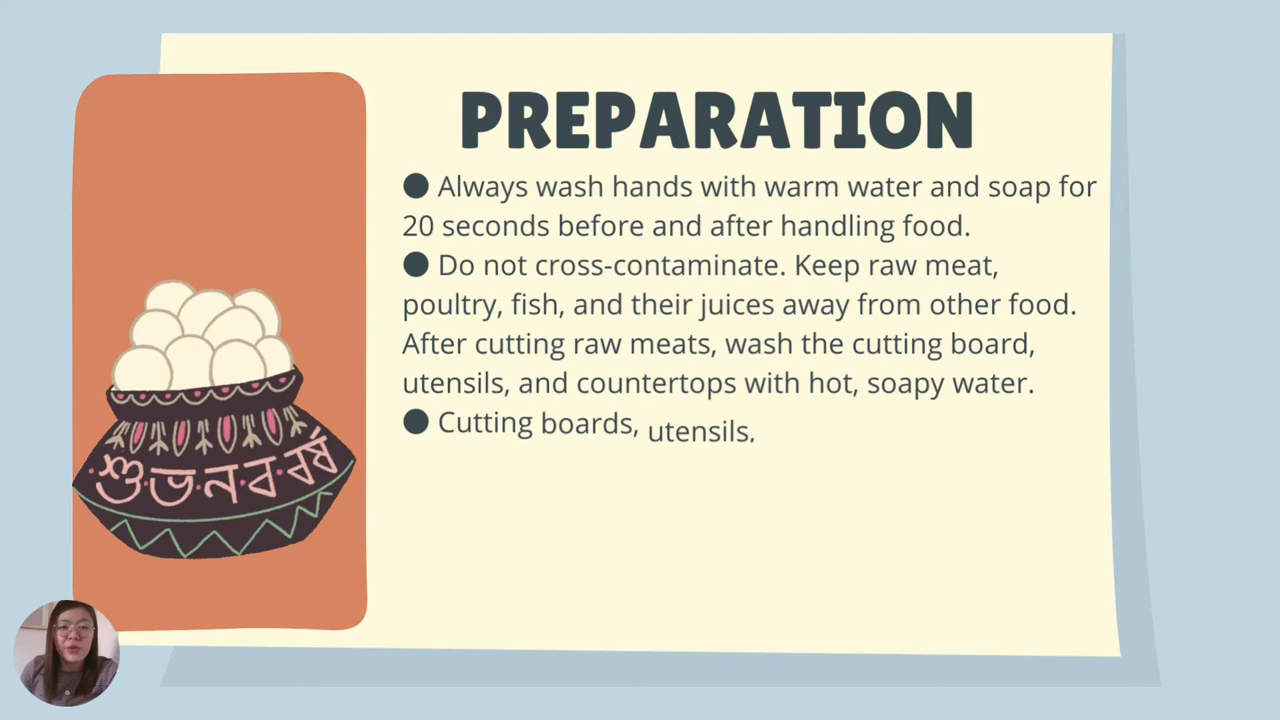 PREPARATION
● Always wash hands with warm water and soap for
20 seconds before and after handling food.
● Do not cross-contaminate. Keep raw meat,
poultry, fish, and their juices away from other food.
After cutting raw meats, wash the cutting board,
utensils, and countertops with hot, soapy water.
● Cutting boards, utensils,
শুভ নববর্ষ